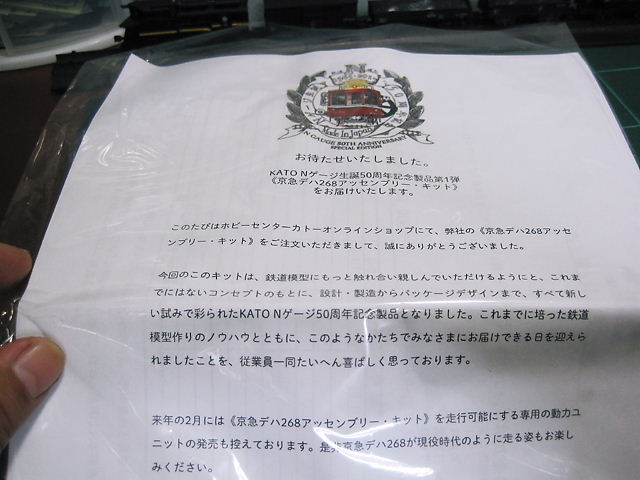 Made in Japan
N GAUGE 50TH ANNIVERSARY
SPECIAL EDITION
お待たせいたしました。
KATO Nゲージ生誕50周年記念製品第1弾
《京急デハ268アッセンブリー・キット》
をお届けいたします。
このたびはホビーセンターカトーオンラインショップにて、弊社の《京急デハ268アッセ
ンブリー・キット》をご注文いただきまして、誠にありがとうございました。
今回のこのキットは、鉄道模型にもっと触れ合い親しんでいただけるようにと、これま
でにはないコンセプトのもとに、設計・製造からパッケージデザインまで、すべて新し
い試みで彩られたKATO Nゲージ50周年記念製品となりました。これまでに培った鉄道
模型作りのノウハウとともに、このようなかたちでみなさまにお届けできる日を迎えら
れましたことを、従業員一同たいへん喜ばしく思っております。
来年の2月には《京急デハ268アッセンブリー・キット》を走行可能にする専用の動力ユ
ニットの発売も控えております。是非京急デハ268が現役時代のように走る姿もお楽し
みください。